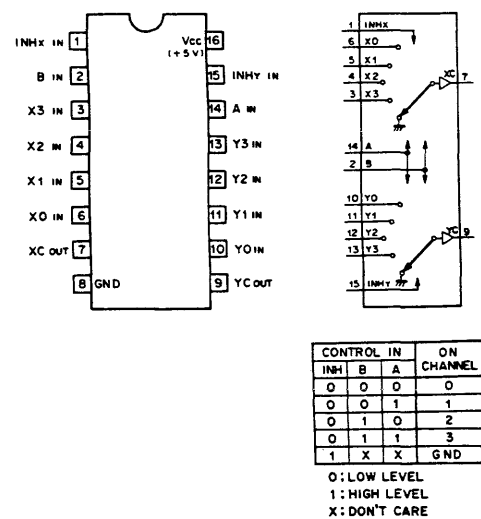 INHX IN 1
Vcc 16
(+5V)
B IN 2
15 INHY IN
X3 IN 3
14 A IN
X2 IN 4
13 Y3 IN
X1 IN 5
12 Y2 IN
X0 IN 6
11 Y1 IN
XC OUT 7
10 Y0 IN
8 GND
9 YC OUT
1 INHX
6 X0
5 X1
4 X2
3 X3
XC 7
14 A
2 B
10 Y0
11 Y1
12 Y2
13 Y3
YC 9
15 INHY
CONTROL IN ON CHANNEL
INH B A
0 0 0 0
0 0 1 1
0 1 0 2
0 1 1 3
1 X X GND
0:LOW LEVEL
1:HIGH LEVEL
X:DON'T CARE